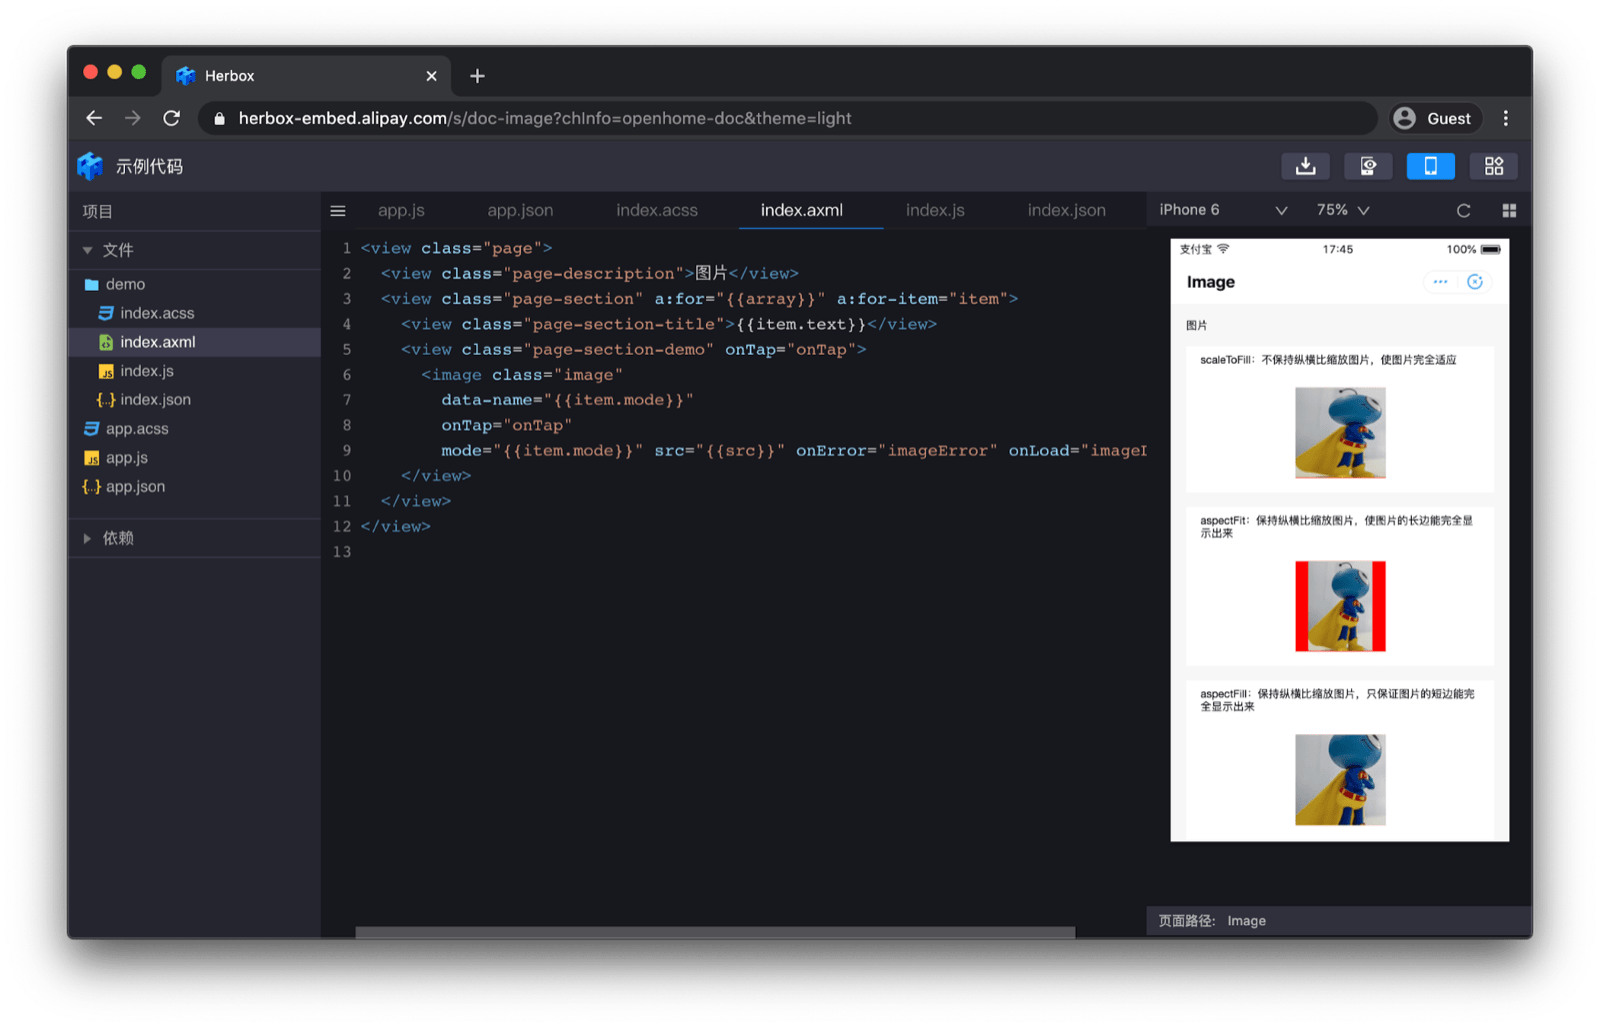 Herbox
herbox-embed.alipay.com/s/doc-image?chInfo=openhome-doc&theme=light
Guest
示例代码
项目
文件
demo
index.acss
index.axml
index.js
index.json
app.acss
app.js
app.json
依赖
app.js app.json index.acss index.axml index.js index.json
1 <view class="page">
2 <view class="page-description">图片</view>
3 <view class="page-section" a:for="{{array}}" a:for-item="item">
4 <view class="page-section-title">{{item.text}}</view>
5 <view class="page-section-demo" onTap="onTap">
6 <image class="image"
7 data-name="{{item.mode}}"
8 onTap="onTap"
9 mode="{{item.mode}}" src="{{src}}" onError="imageError" onLoad="imageL
10 </view>
11 </view>
12 </view>
13
iPhone 6 75%
支付宝 17:45 100%
Image
图片
scaleToFill：不保持纵横比缩放图片，使图片完全适应
aspectFit：保持纵横比缩放图片，使图片的长边能完全显
示出来
aspectFill：保持纵横比缩放图片，只保证图片的短边能完
全显示出来
页面路径: Image